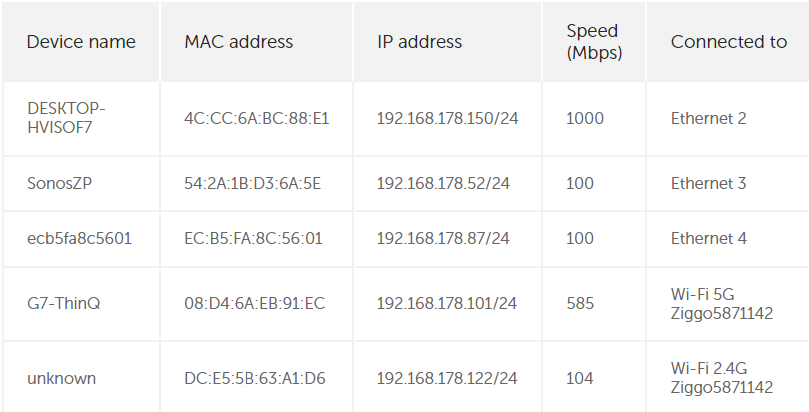 Device name MAC address IP address Speed (Mbps) Connected to
DESKTOP-
HVISOF7 4C:CC:6A:BC:88:E1 192.168.178.150/24 1000 Ethernet 2
SonosZP 54:2A:1B:D3:6A:5E 192.168.178.52/24 100 Ethernet 3
ecb5fa8c5601 EC:B5:FA:8C:56:01 192.168.178.87/24 100 Ethernet 4
G7-ThinQ 08:D4:6A:EB:91:EC 192.168.178.101/24 585 Wi-Fi 5G
Ziggo5871142
unknown DC:E5:5B:63:A1:D6 192.168.178.122/24 104 Wi-Fi 2.4G
Ziggo5871142